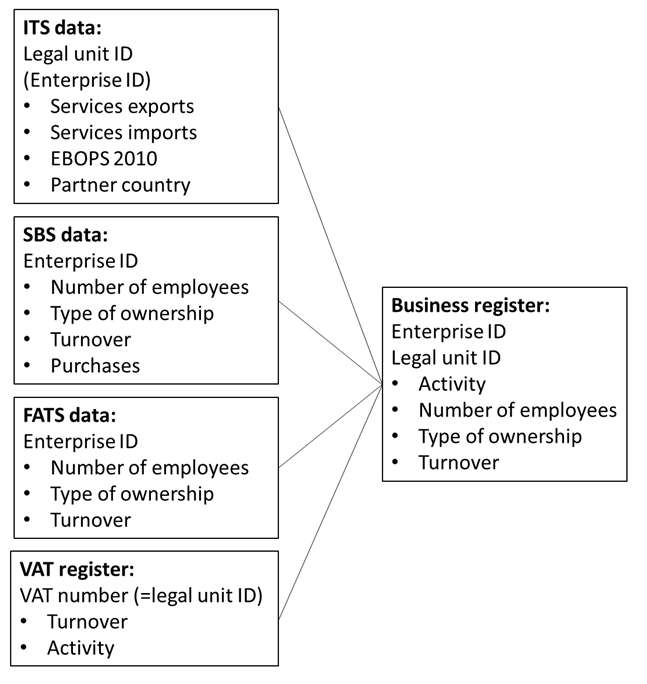 ITS data:
Legal unit ID
(Enterprise ID)
• Services exports
• Services imports
• EBOPS 2010
• Partner country
SBS data:
Enterprise ID
• Number of employees
• Type of ownership
• Turnover
• Purchases
FATS data:
Enterprise ID
• Number of employees
• Type of ownership
• Turnover
VAT register:
VAT number (=legal unit ID)
• Turnover
• Activity
Business register:
Enterprise ID
Legal unit ID
• Activity
• Number of employees
• Type of ownership
• Turnover